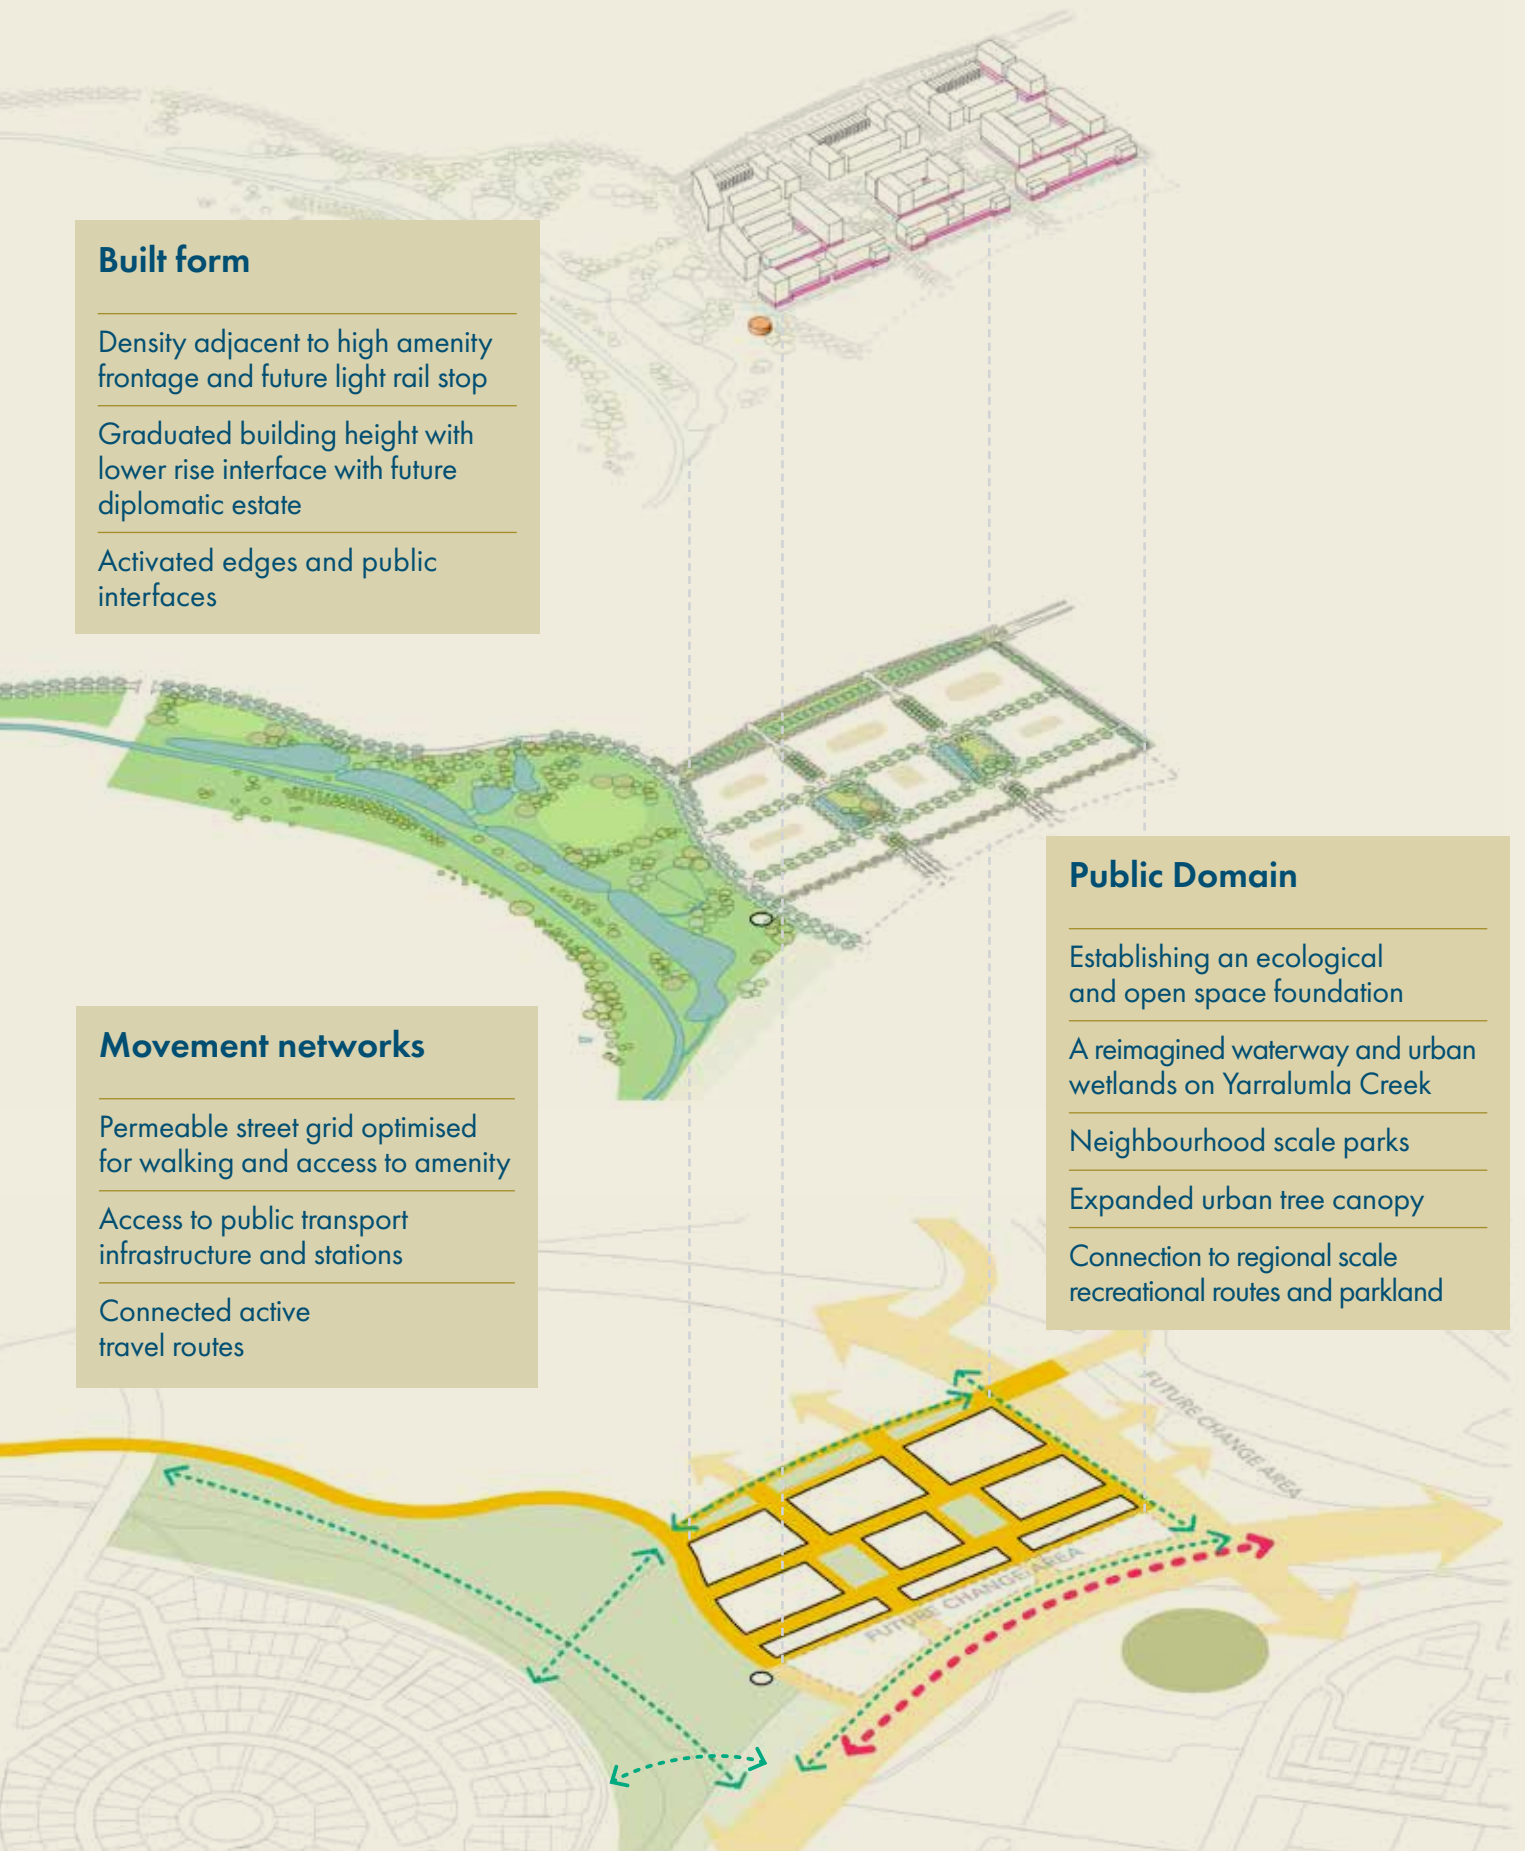 Built form
Density adjacent to high amenity
frontage and future light rail stop
Graduated building height with
lower rise interface with future
diplomatic estate
Activated edges and public
interfaces
Public Domain
Establishing an ecological
and open space foundation
A reimagined waterway and urban
wetlands on Yarralumla Creek
Neighbourhood scale parks
Expanded urban tree canopy
Connection to regional scale
recreational routes and parkland
Movement networks
Permeable street grid optimised
for walking and access to amenity
Access to public transport
infrastructure and stations
Connected active
travel routes
FUTURE CHANGE AREA
FUTURE CHANGE AREA